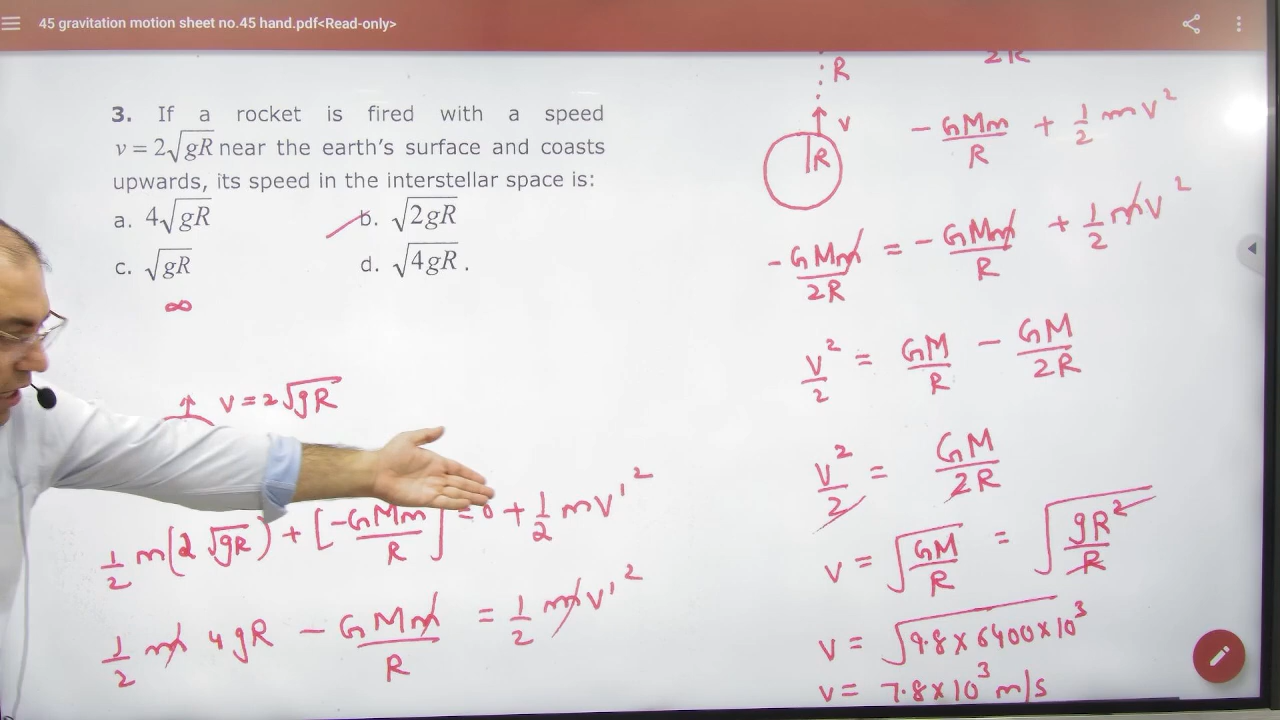 45 gravitation motion sheet no.45 hand.pdf<Read-only>
3. If a rocket is fired with a speed
v = 2√gR near the earth's surface and coasts
upwards, its speed in the interstellar space is:
a. 4√gR b. √2gR
c. √gR d. √4gR.
∞
V = 2√gR
1/2 m(2√gR) + [-GMm/R] = 0 + 1/2 mv'²
1/2 m 4gR - GMm/R = 1/2 mv'²
2R
R
V
R
- GMm/R + 1/2 mv²
- GMm/2R = - GMm/R + 1/2 mv²
V²/2 = GM/R - GM/2R
V²/2 = GM/2R
V = √GM/R = √gR²/R
V = √9.8×6400×10³
V = 7.8×10³ m/s